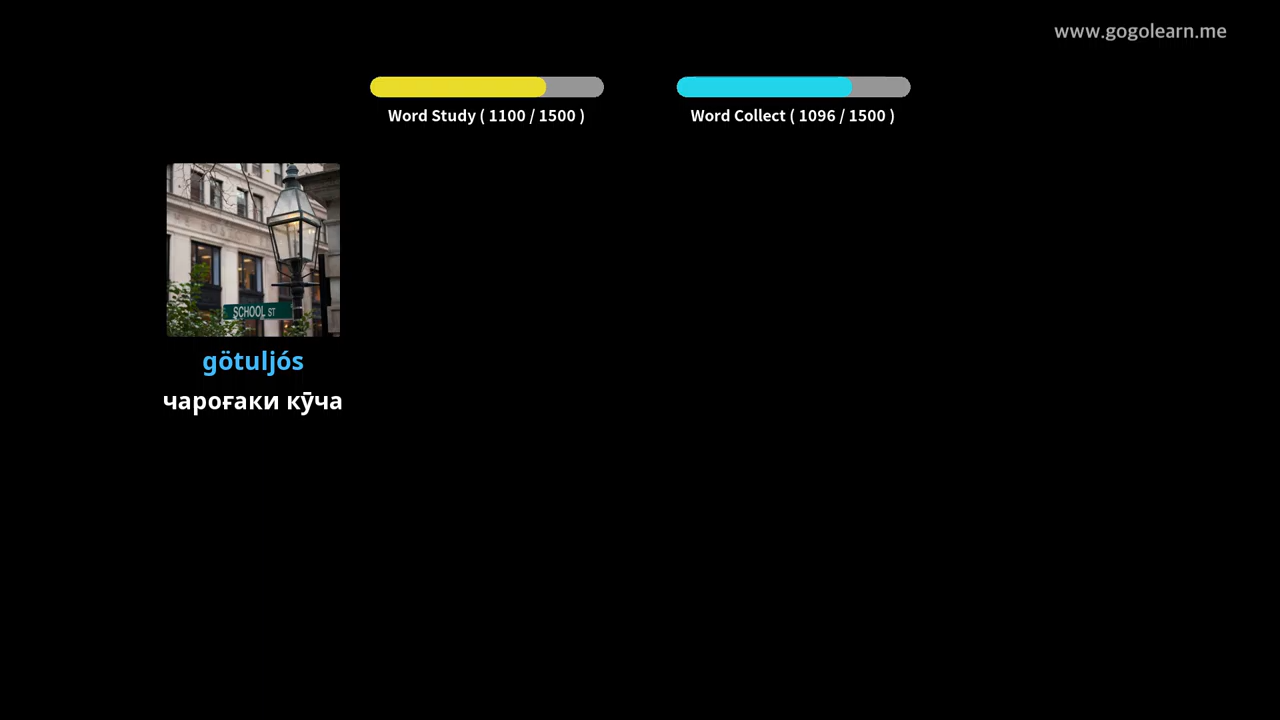 www.gogolearn.me
Word Study ( 1100 / 1500 )
Word Collect ( 1096 / 1500 )
SCHOOL ST
götuljós
чароғаки кӯча